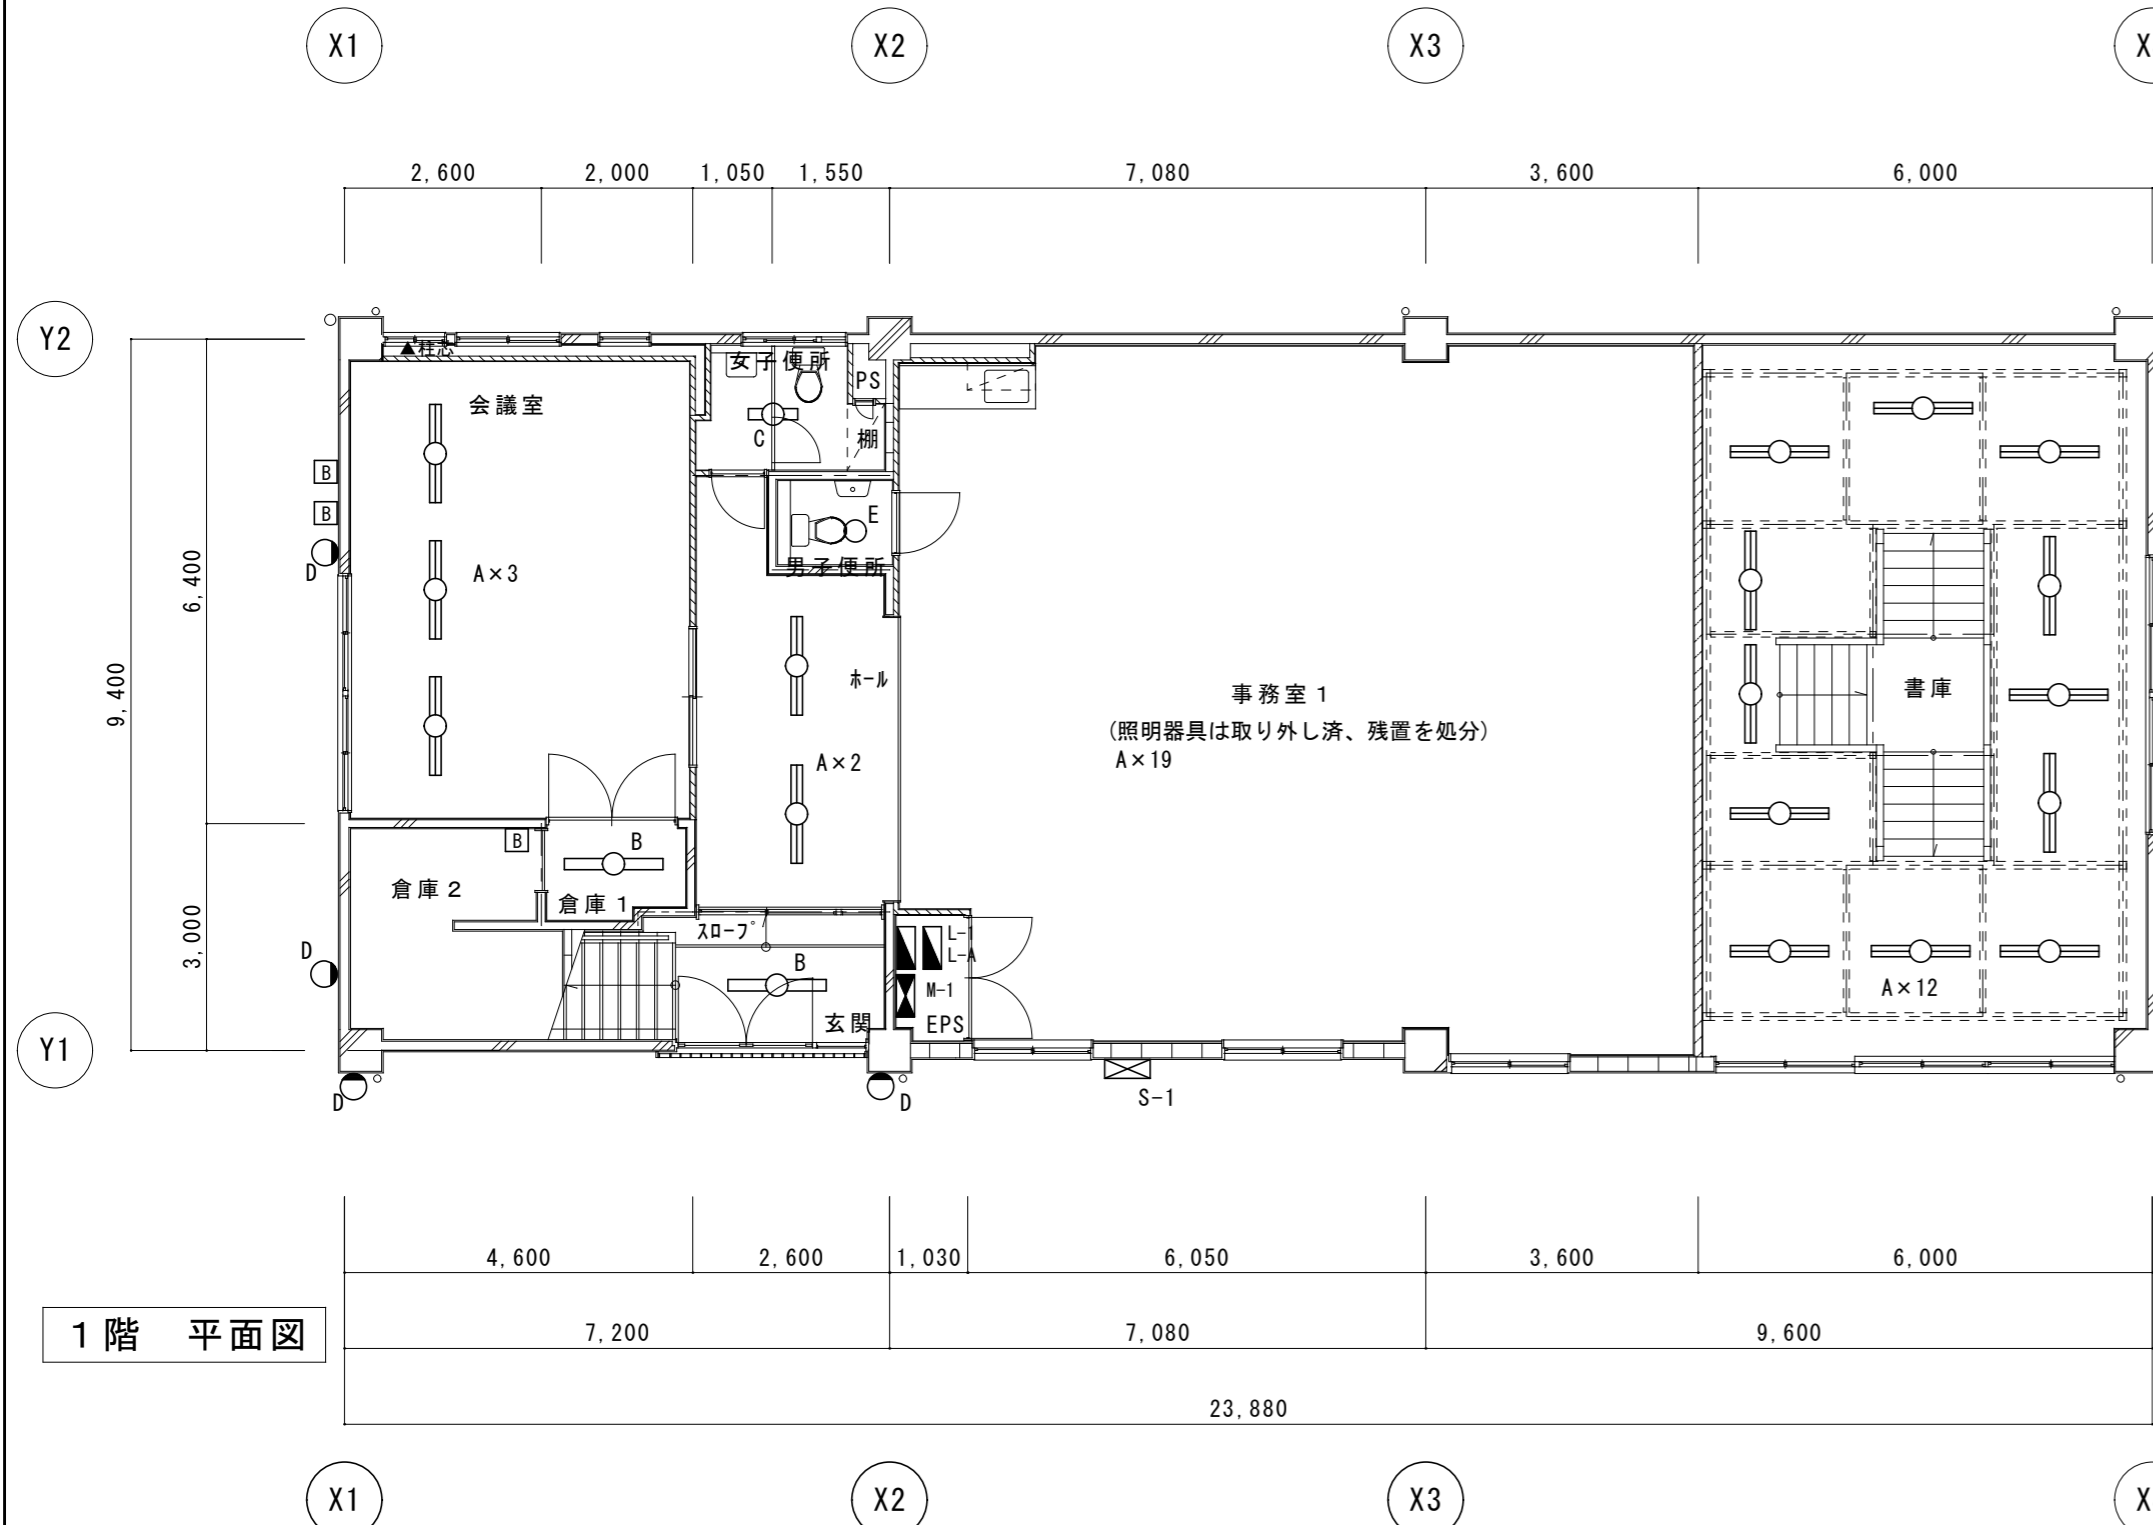 X1 X2 X3 X
2,600 2,000 1,050 1,550 7,080 3,600 6,000
Y2
▲柱芯
女子便所
PS
会議室
C
棚
B
B
E
D
A×3
男子便所
6,400
9,400
ホール
事務室1
書庫
(照明器具は取り外し済、残置を処分)
A×2
A×19
B
B
倉庫2
倉庫1
3,000
スロープ
L-1
L-A
D
B
M-1
A×12
玄関
EPS
Y1
D
D
S-1
4,600 2,600 1,030 6,050 3,600 6,000
1階 平面図
7,200 7,080 9,600
23,880
X1 X2 X3 X